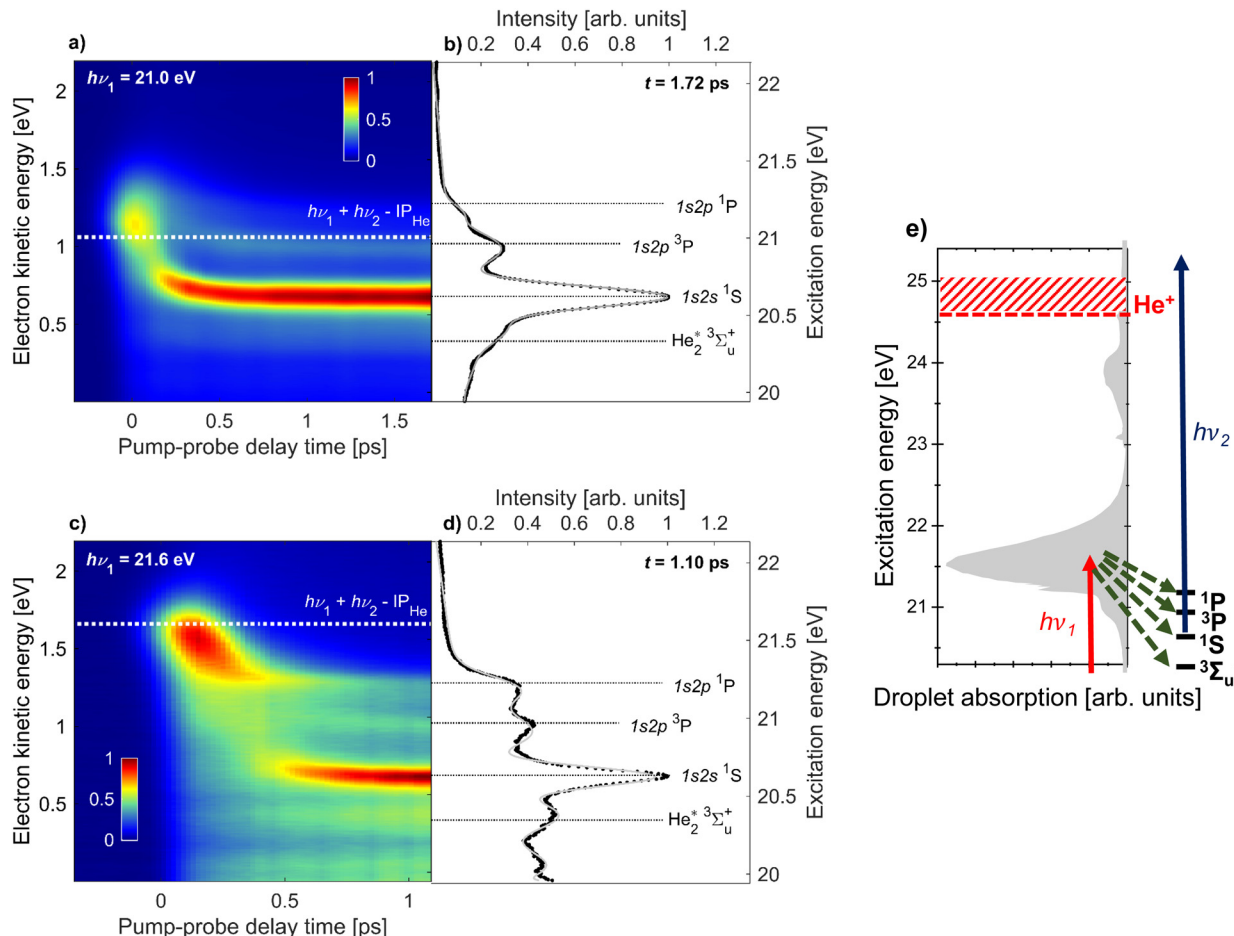 Intensity [arb. units]
a)
b)
0.2 0.4 0.6 0.8 1 1.2
hν₁ = 21.0 eV
t = 1.72 ps
2
1.5
1
0.5
1
0.5
0
hν₁ + hν₂ - IP_He
Electron kinetic energy [eV]
0 0.5 1 1.5
Pump-probe delay time [ps]
1s2p ¹P
1s2p ³P
1s2s ¹S
He₂* ³Σᵤ⁺
22
21.5
21
20.5
20
Excitation energy [eV]
Intensity [arb. units]
c)
d)
0.2 0.4 0.6 0.8 1 1.2
hν₁ = 21.6 eV
t = 1.10 ps
hν₁ + hν₂ - IP_He
2
1.5
1
0.5
1
0.5
0
Electron kinetic energy [eV]
0 0.5 1
Pump-probe delay time [ps]
1s2p ¹P
1s2p ³P
1s2s ¹S
He₂* ³Σᵤ⁺
22
21.5
21
20.5
20
Excitation energy [eV]
e)
25
24
23
22
21
Excitation energy [eV]
He⁺
hν₂
hν₁
¹P
³P
¹S
³Σᵤ
Droplet absorption [arb. units]